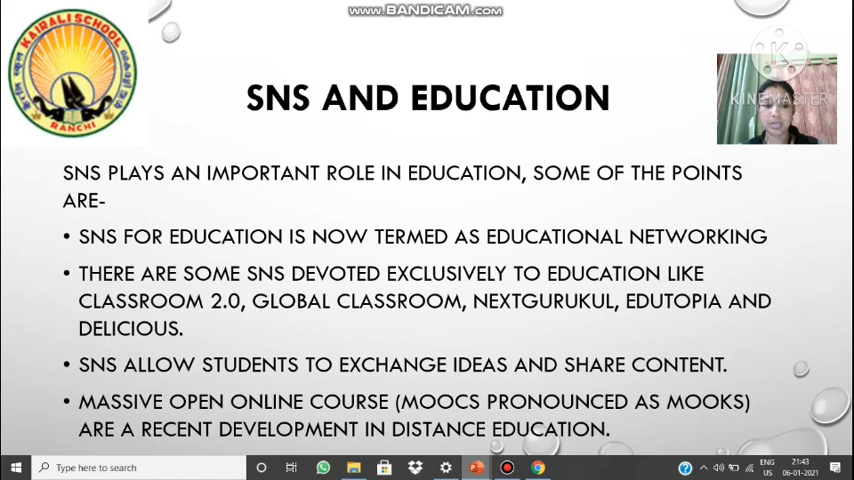 WWW.BANDICAM.COM
KAIRALI SCHOOL
RANCHI
KINEMASTER
SNS AND EDUCATION
SNS PLAYS AN IMPORTANT ROLE IN EDUCATION, SOME OF THE POINTS
ARE-
• SNS FOR EDUCATION IS NOW TERMED AS EDUCATIONAL NETWORKING
• THERE ARE SOME SNS DEVOTED EXCLUSIVELY TO EDUCATION LIKE
CLASSROOM 2.0, GLOBAL CLASSROOM, NEXTGURUKUL, EDUTOPIA AND
DELICIOUS.
• SNS ALLOW STUDENTS TO EXCHANGE IDEAS AND SHARE CONTENT.
• MASSIVE OPEN ONLINE COURSE (MOOCS PRONOUNCED AS MOOKS)
ARE A RECENT DEVELOPMENT IN DISTANCE EDUCATION.
Type here to search
ENG
US
21:43
06-01-2021